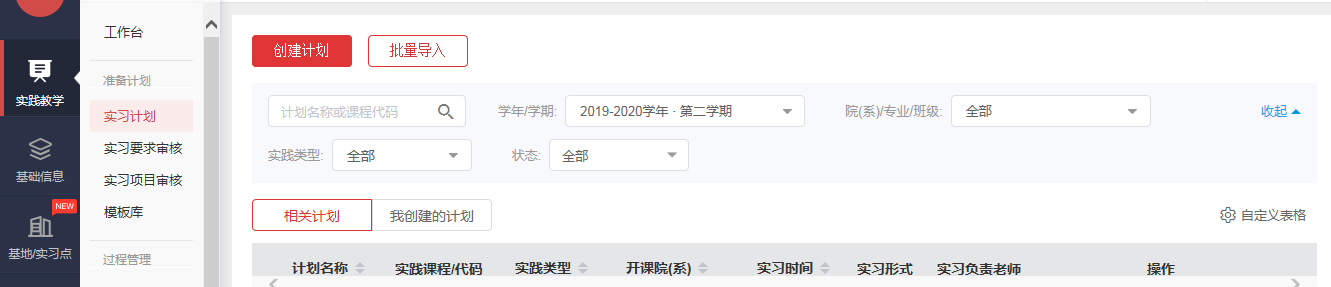 实践教学
基础信息
NEW
基地/实习点
工作台
准备计划
实习计划
实习要求审核
实习项目审核
模板库
过程管理
创建计划 批量导入
计划名称或课程代码 学年/学期: 2019-2020学年 · 第二学期 院(系)/专业/班级: 全部 收起
实践类型: 全部 状态: 全部
相关计划 我创建的计划 自定义表格
计划名称 实践课程/代码 实践类型 开课院(系) 实习时间 实习形式 实习负责老师 操作